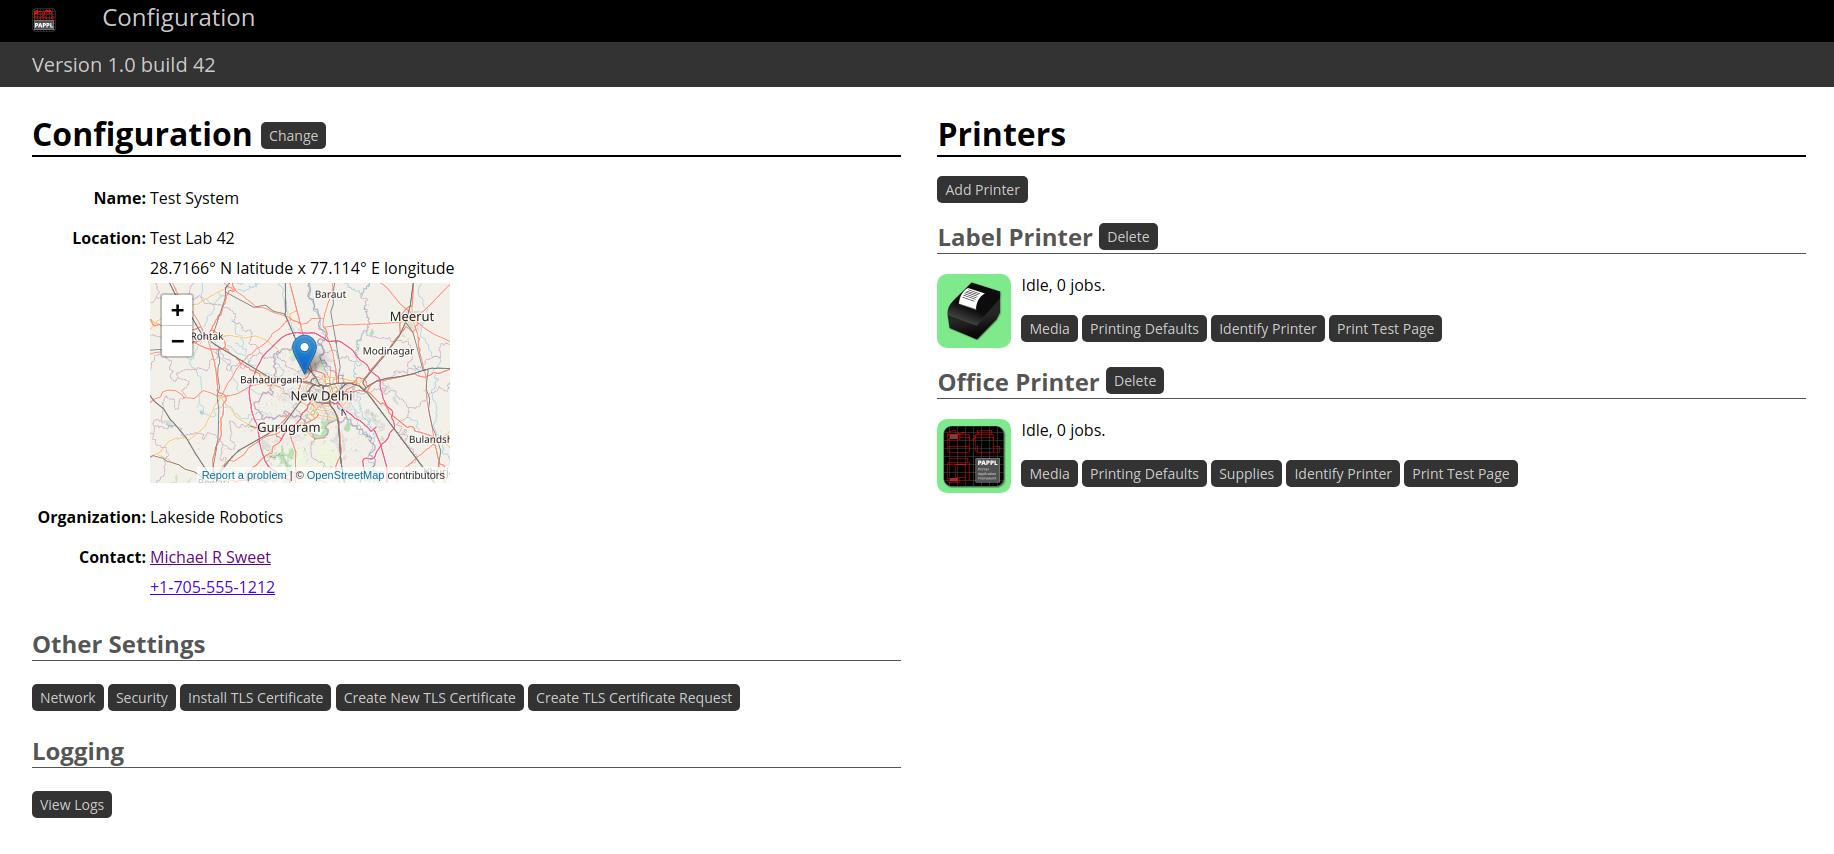 PAPPL
Configuration
Version 1.0 build 42
Configuration Change
Name: Test System
Location: Test Lab 42
28.7166° N latitude x 77.114° E longitude
+
−
Baraut
Meerut
Rohtak
Modinagar
Bahadurgarh
New Delhi
N
Gurugram
Bulandsh
Report a problem | © OpenStreetMap contributors
Organization: Lakeside Robotics
Contact: Michael R Sweet
+1-705-555-1212
Other Settings
Network Security Install TLS Certificate Create New TLS Certificate Create TLS Certificate Request
Logging
View Logs
Printers
Add Printer
Label Printer Delete
Idle, 0 jobs.
Media Printing Defaults Identify Printer Print Test Page
Office Printer Delete
Idle, 0 jobs.
PAPPL
Media Printing Defaults Supplies Identify Printer Print Test Page